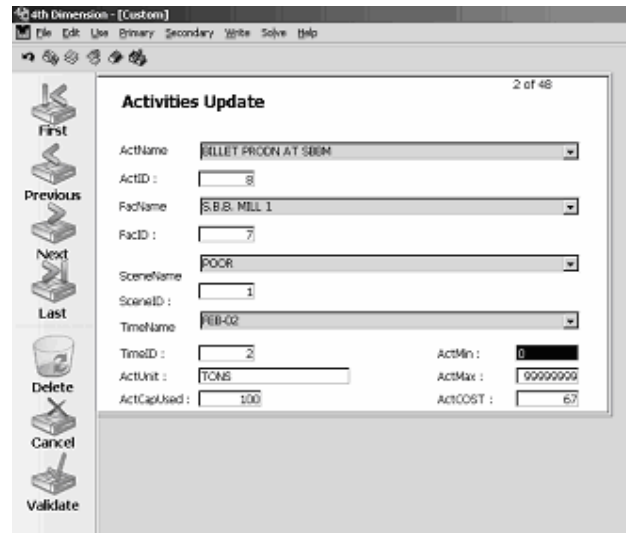 4th Dimension - [Custom]
File Edit Use Primary Secondary Write Solve Help
2 of 48
Activities Update
First
Previous
Next
Last
Delete
Cancel
Validate
ActName BILLET PRODN AT SBBM
ActID : 8
FacName S.B.B. MILL 1
FacID : 7
SceneName POOR
SceneID : 1
TimeName FEB-02
TimeID : 2 ActMin : 0
ActUnit : TONS ActMax : 99999999
ActCapUsed : 100 ActCOST : 67